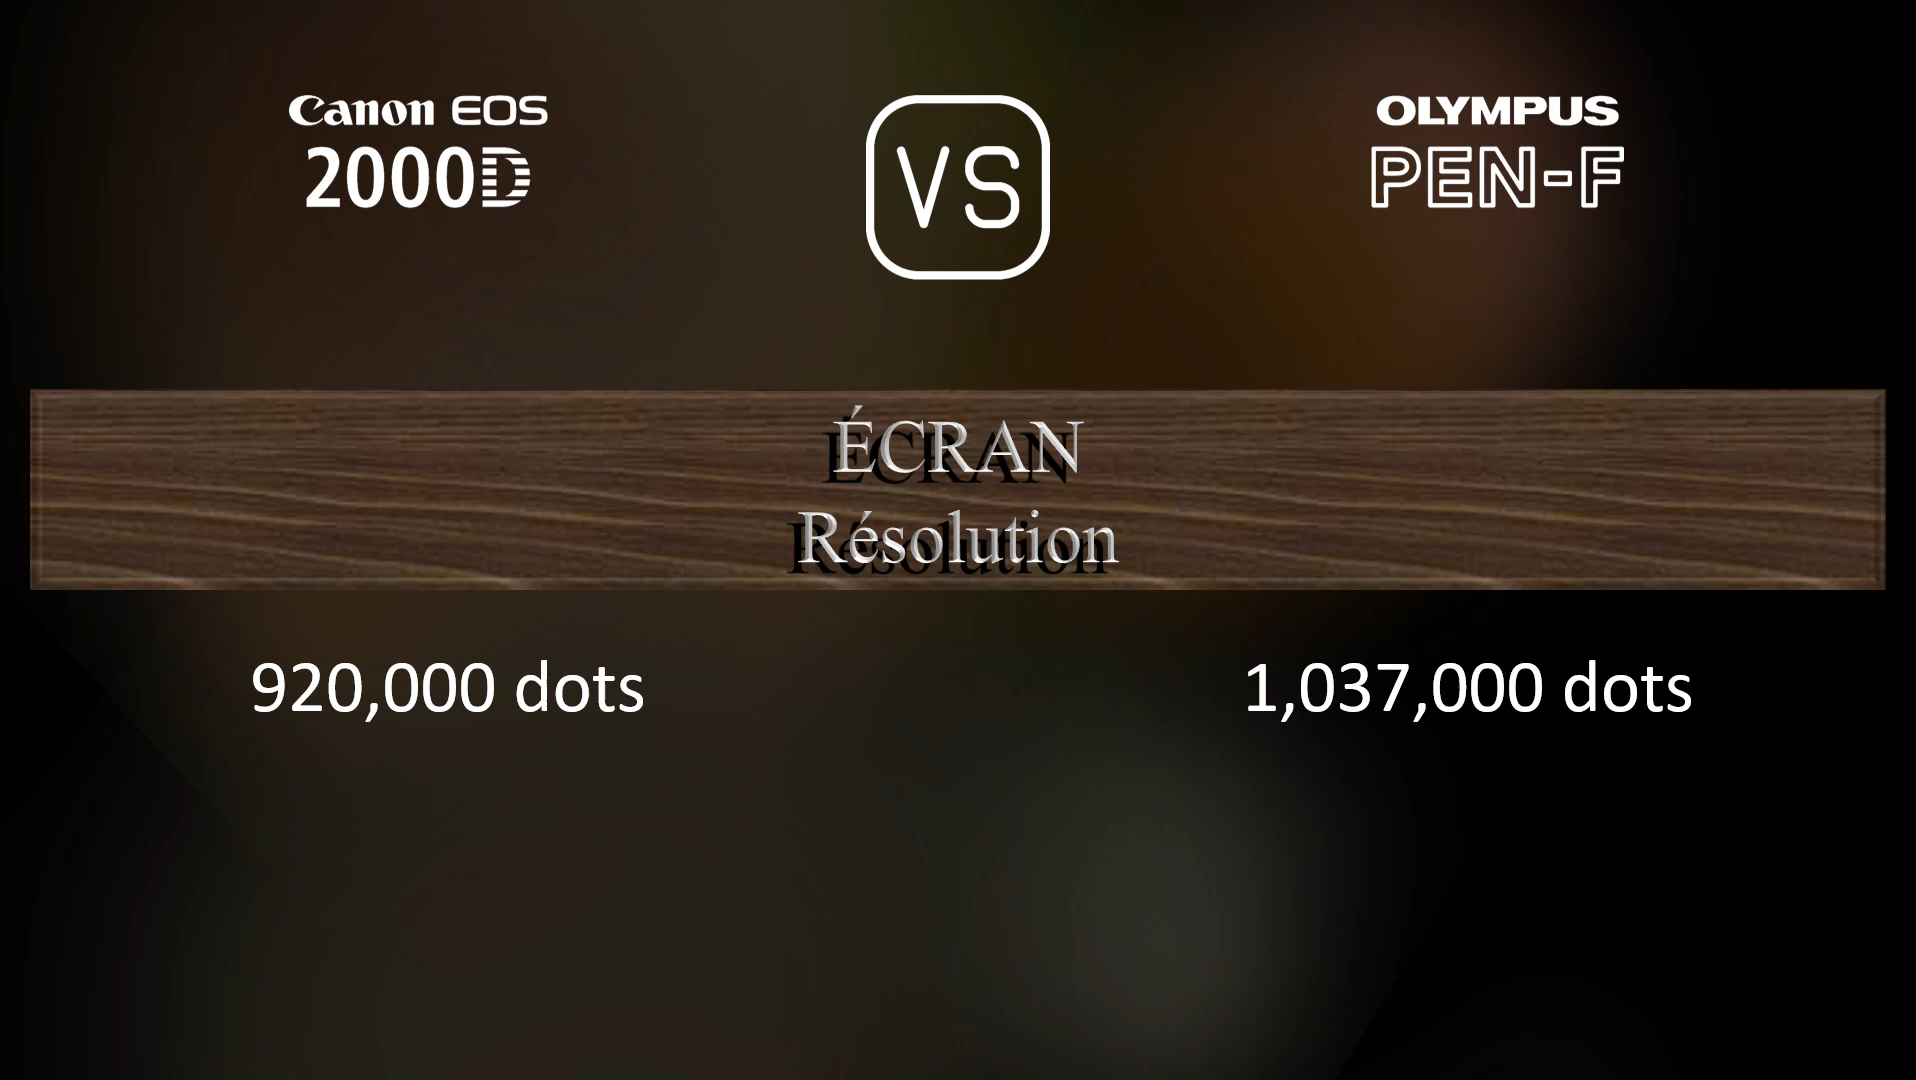 Canon EOS
2000D
VS
OLYMPUS
PEN-F
ÉCRAN
Résolution
920,000 dots
1,037,000 dots